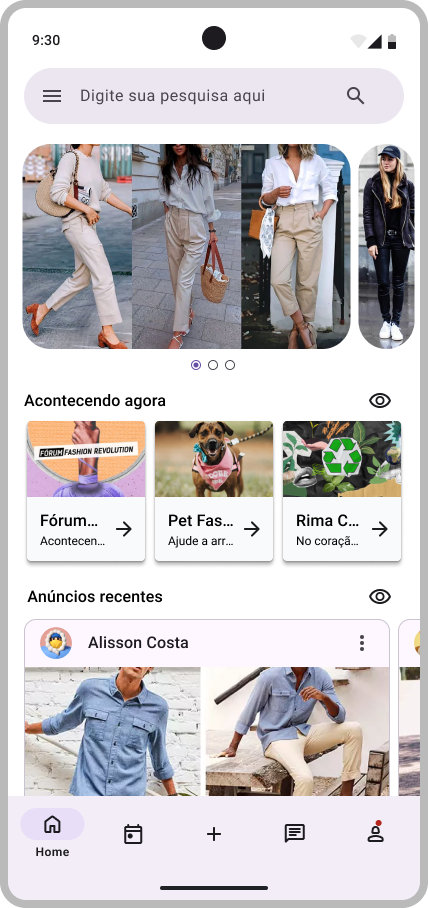 9:30
Digite sua pesquisa aqui
Acontecendo agora
FÓRUM FASHION REVOLUTION
Fórum...
Acontecen...
Pet Fas...
Ajude a arr...
Rima C...
No coraçã...
Anúncios recentes
Alisson Costa
Home